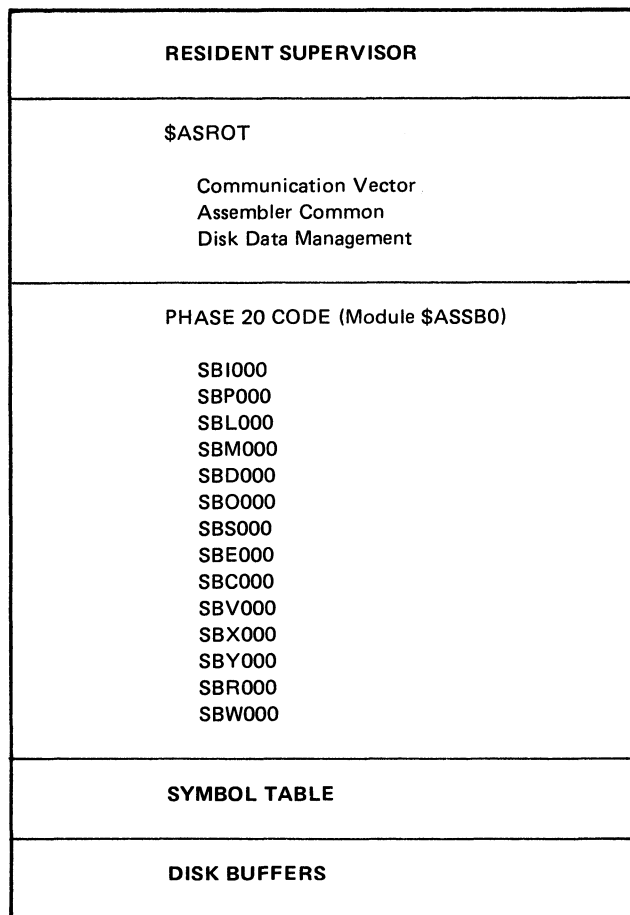 RESIDENT SUPERVISOR
$ASROT
Communication Vector
Assembler Common
Disk Data Management
PHASE 20 CODE (Module $ASSB0)
SBI000
SBP000
SBL000
SBM000
SBD000
SBO000
SBS000
SBE000
SBC000
SBV000
SBX000
SBY000
SBR000
SBW000
SYMBOL TABLE
DISK BUFFERS